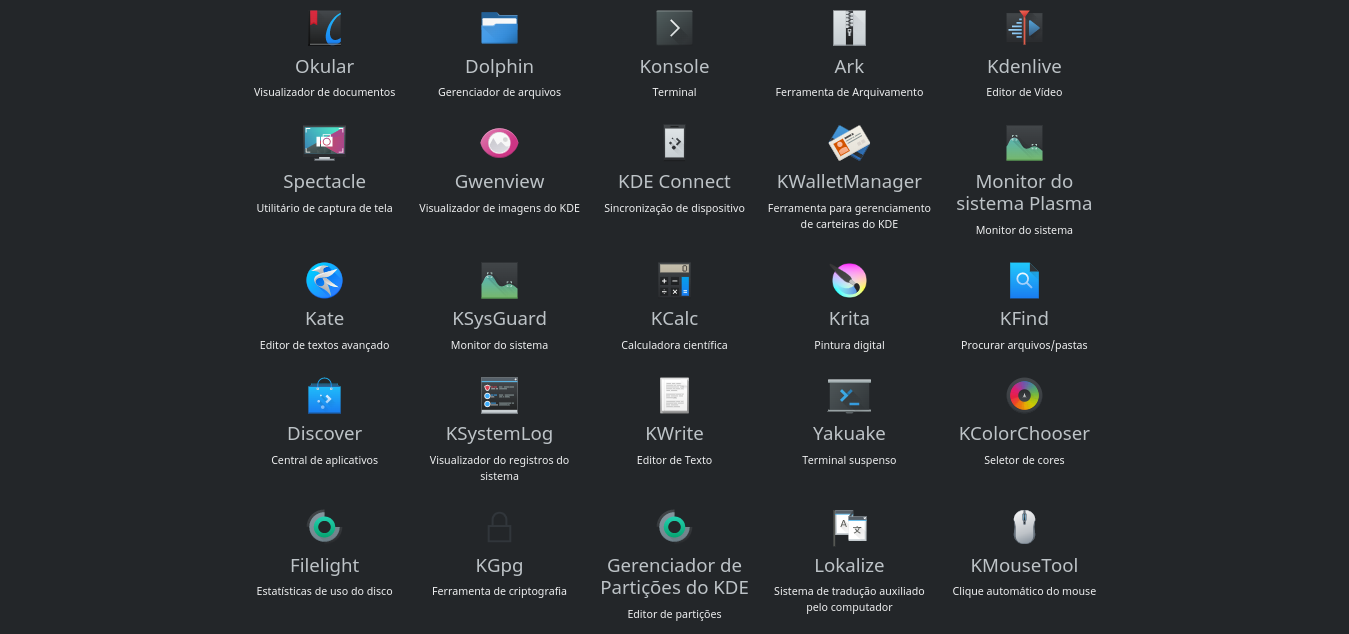 Okular Dolphin Konsole Ark Kdenlive
Visualizador de documentos Gerenciador de arquivos Terminal Ferramenta de Arquivamento Editor de Vídeo
Spectacle Gwenview KDE Connect KWalletManager Monitor do
sistema Plasma
Utilitário de captura de tela Visualizador de imagens do KDE Sincronização de dispositivo Ferramenta para gerenciamento
de carteiras do KDE
Monitor do sistema
Kate KSysGuard KCalc Krita KFind
Editor de textos avançado Monitor do sistema Calculadora científica Pintura digital Procurar arquivos/pastas
Discover KSystemLog KWrite Yakuake KColorChooser
Central de aplicativos Visualizador do registros do Editor de Texto Terminal suspenso Seletor de cores
sistema
Filelight KGpg Gerenciador de Lokalize KMouseTool
Partições do KDE
Estatísticas de uso do disco Ferramenta de criptografia Sistema de tradução auxiliado Clique automático do mouse
pelo computador
Editor de partições